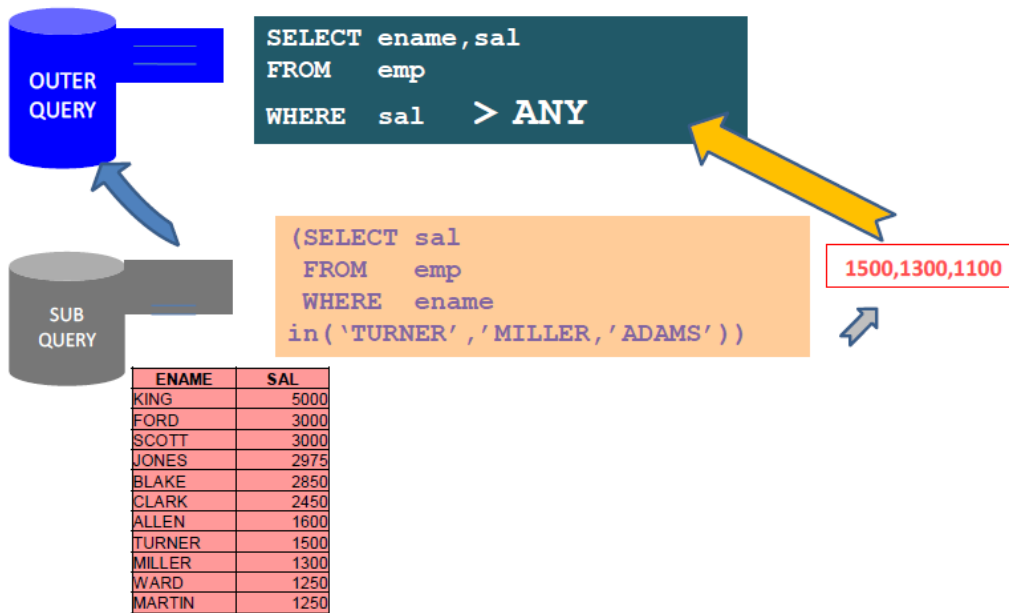 OUTER
QUERY
SELECT ename,sal
FROM emp
WHERE sal > ANY
SUB
QUERY
(SELECT sal
FROM emp
WHERE ename
in(‘TURNER’,’MILLER,’ADAMS’))
1500,1300,1100
ENAME SAL
KING 5000
FORD 3000
SCOTT 3000
JONES 2975
BLAKE 2850
CLARK 2450
ALLEN 1600
TURNER 1500
MILLER 1300
WARD 1250
MARTIN 1250